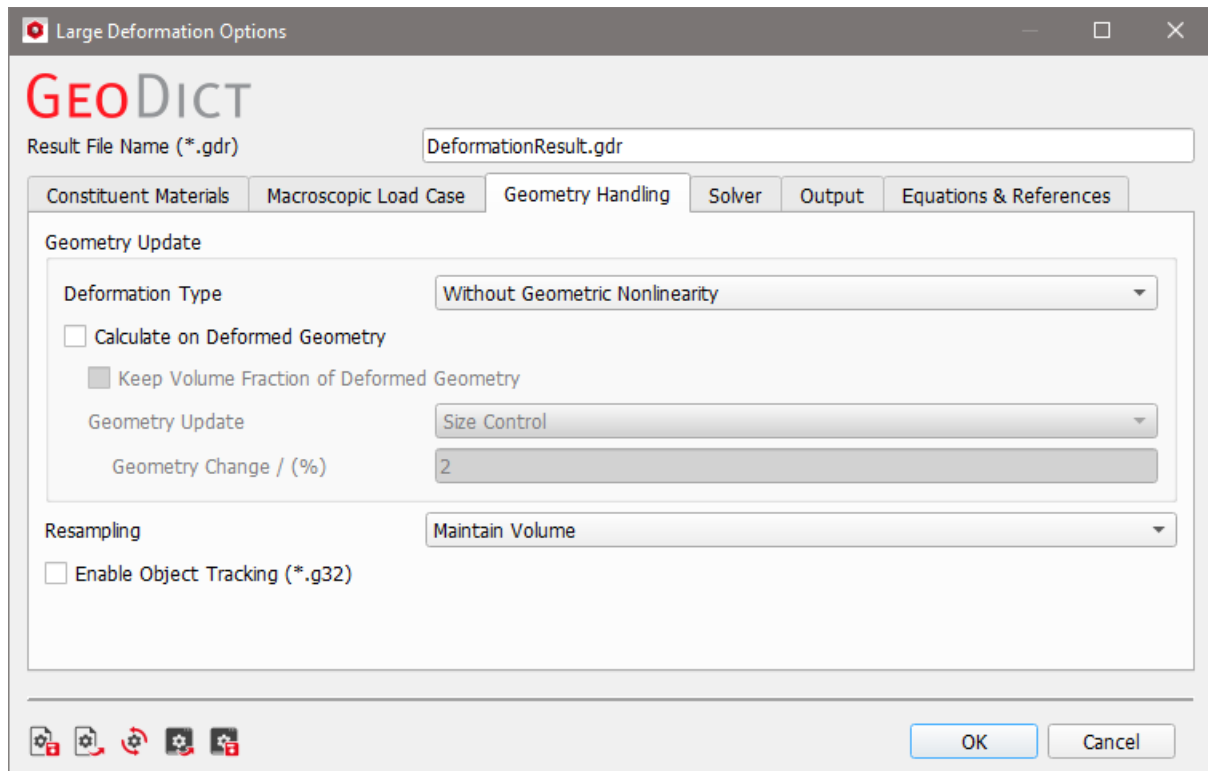 Large Deformation Options
GEODICT
Result File Name (*.gdr) DeformationResult.gdr
Constituent Materials Macroscopic Load Case Geometry Handling Solver Output Equations & References
Geometry Update
Deformation Type Without Geometric Nonlinearity
Calculate on Deformed Geometry
Keep Volume Fraction of Deformed Geometry
Geometry Update Size Control
Geometry Change / (%) 2
Resampling Maintain Volume
Enable Object Tracking (*.g32)
OK Cancel